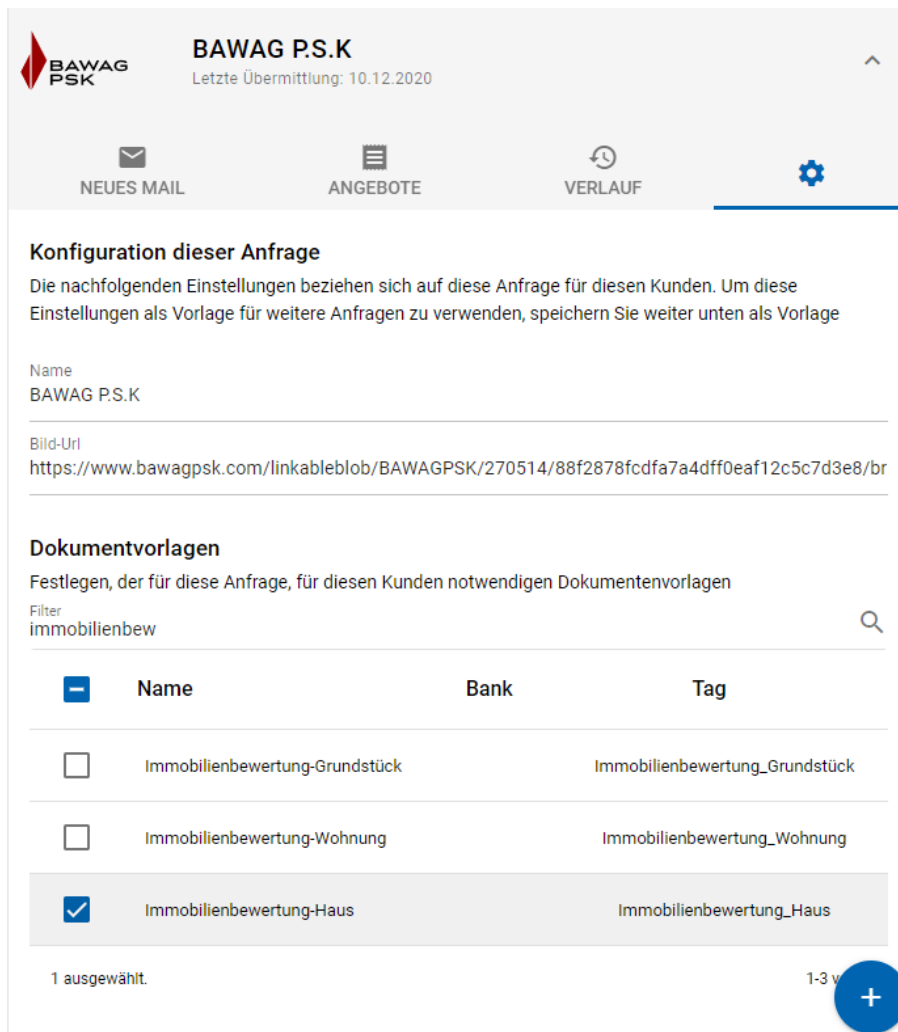 BAWAG
PSK
BAWAG P.S.K
Letzte Übermittlung: 10.12.2020
NEUES MAIL
ANGEBOTE
VERLAUF
Konfiguration dieser Anfrage
Die nachfolgenden Einstellungen beziehen sich auf diese Anfrage für diesen Kunden. Um diese
Einstellungen als Vorlage für weitere Anfragen zu verwenden, speichern Sie weiter unten als Vorlage
Name
BAWAG P.S.K
Bild-Url
https://www.bawagpsk.com/linkableblob/BAWAGPSK/270514/88f2878fcdfa7a4dff0eaf12c5c7d3e8/br
Dokumentvorlagen
Festlegen, der für diese Anfrage, für diesen Kunden notwendigen Dokumentenvorlagen
Filter
immobilienbew
Name Bank Tag
Immobilienbewertung-Grundstück Immobilienbewertung_Grundstück
Immobilienbewertung-Wohnung Immobilienbewertung_Wohnung
Immobilienbewertung-Haus Immobilienbewertung_Haus
1 ausgewählt. 1-3